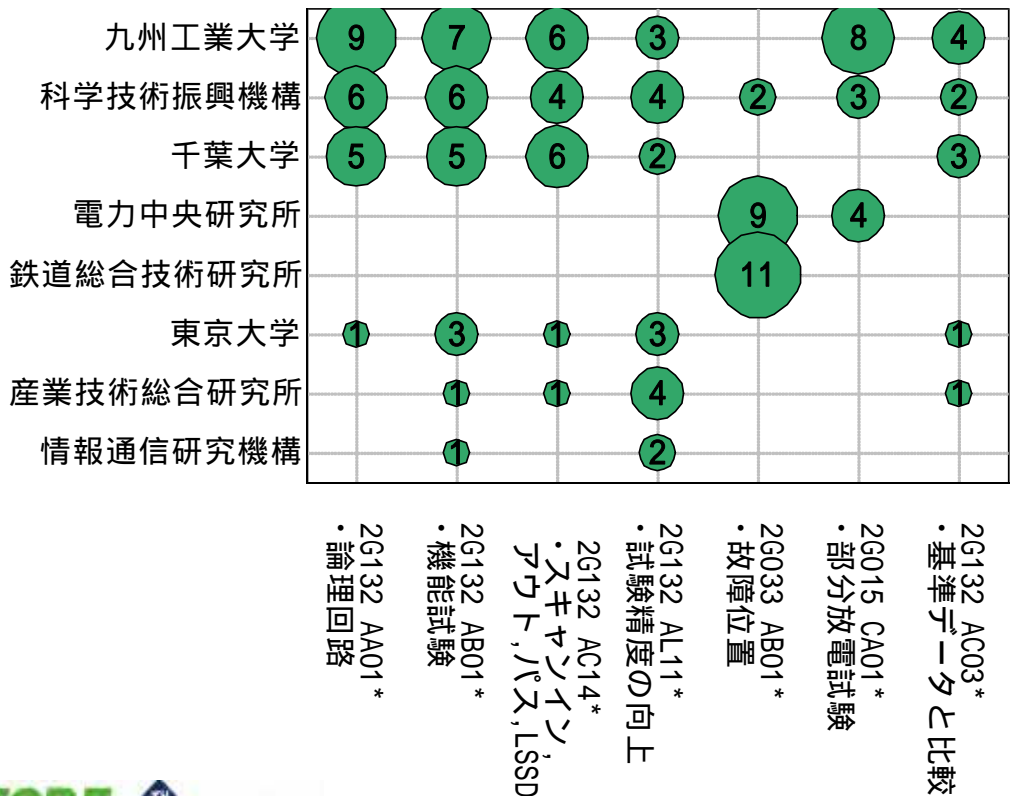 九州工業大学 9 7 6 3 8 4
科学技術振興機構 6 6 4 4 2 3 2
千葉大学 5 5 6 2 3
電力中央研究所 9 4
鉄道総合技術研究所 11
東京大学 1 3 1 3 1
産業技術総合研究所 1 1 4 1
情報通信研究機構 1 2
2G132 AA01*
・論理回路
2G132 AB01*
・機能試験
2G132 AC14*
・スキャンイン,
アウト,パス,LSSD
2G132 AL11*
・試験精度の向上
2G033 AB01*
・故障位置
2G015 CA01*
・部分放電試験
2G132 AC03*
・基準データと比較